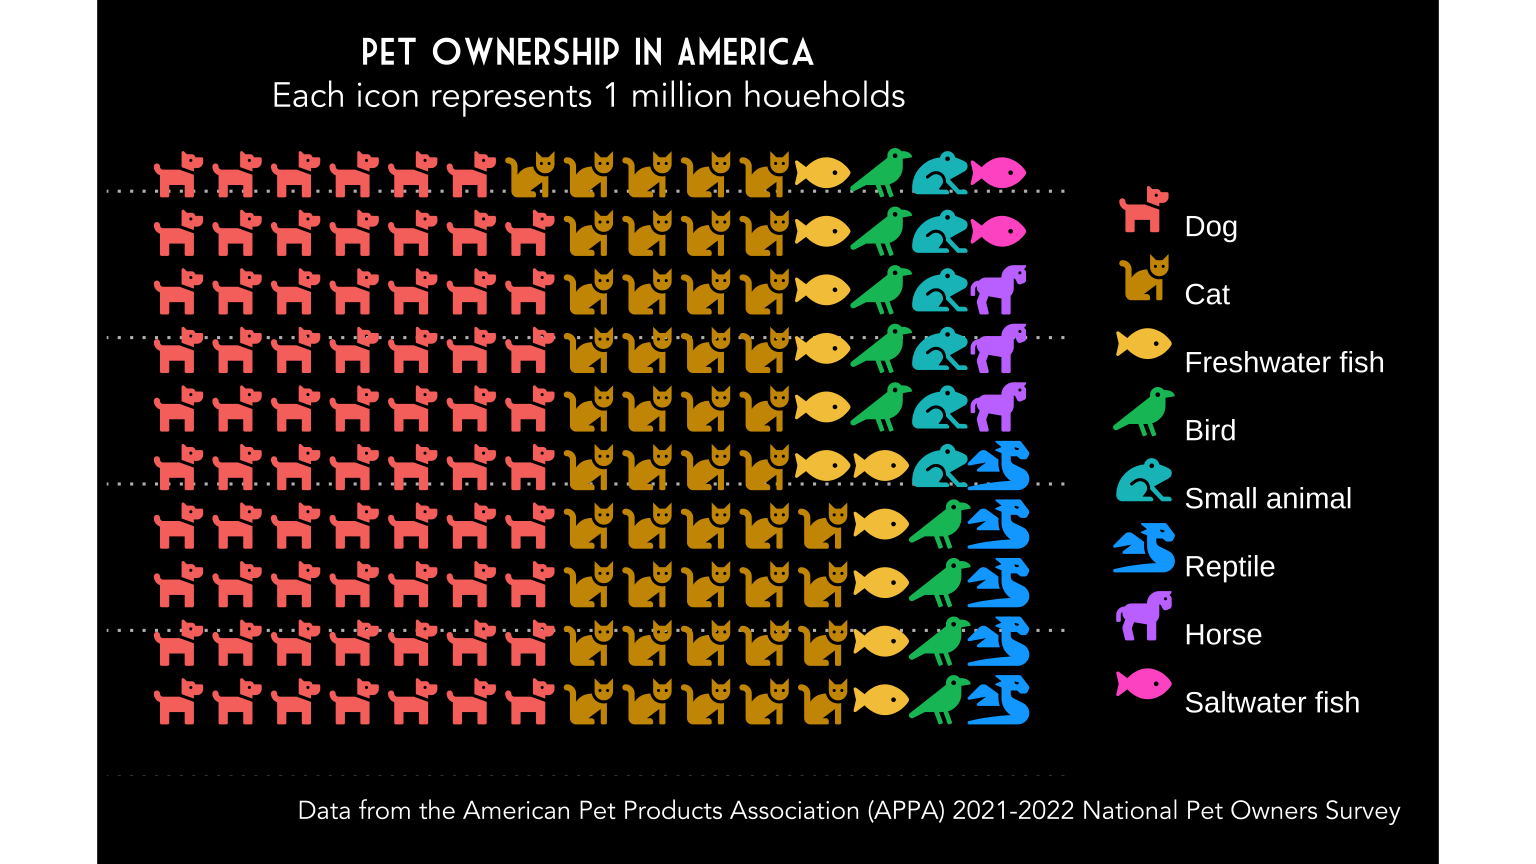 PET OWNERSHIP IN AMERICA
Each icon represents 1 million houeholds
Dog
Cat
Freshwater fish
Bird
Small animal
Reptile
Horse
Saltwater fish
Data from the American Pet Products Association (APPA) 2021-2022 National Pet Owners Survey